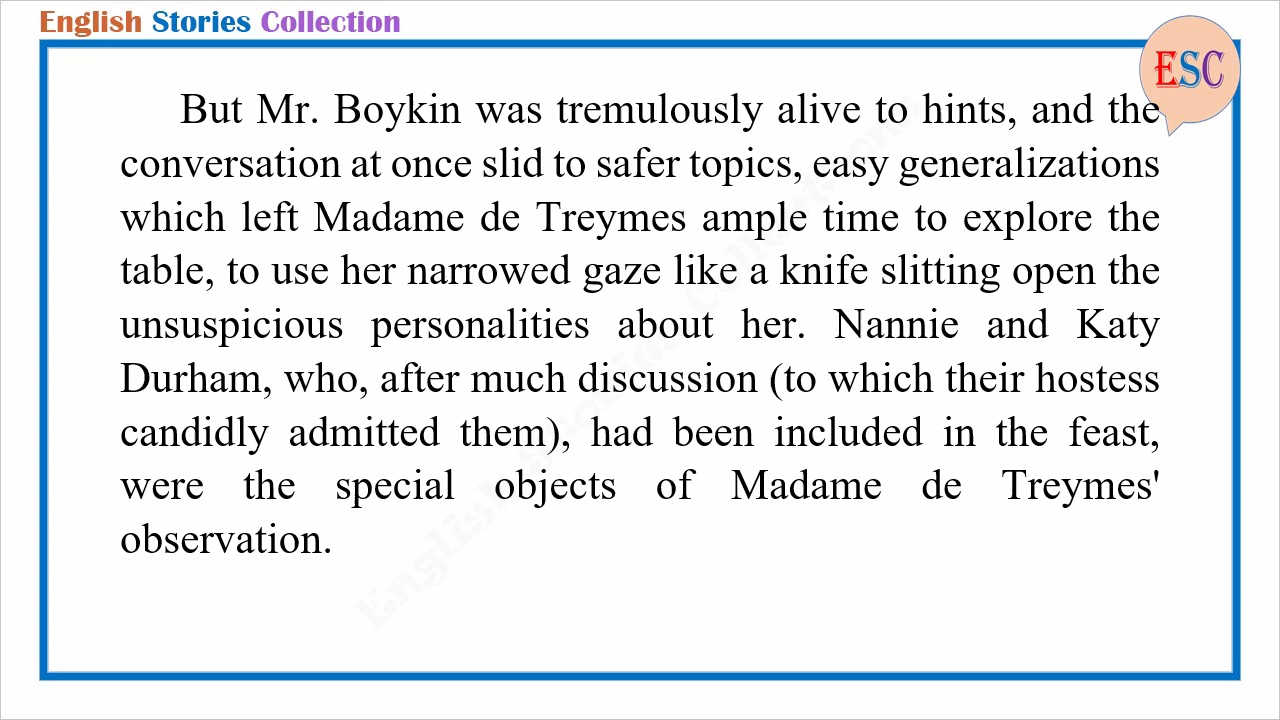 English Stories Collection
ESC
But Mr. Boykin was tremulously alive to hints, and the
conversation at once slid to safer topics, easy generalizations
which left Madame de Treymes ample time to explore the
table, to use her narrowed gaze like a knife slitting open the
unsuspicious personalities about her. Nannie and Katy
Durham, who, after much discussion (to which their hostess
candidly admitted them), had been included in the feast,
were the special objects of Madame de Treymes'
observation.
English Stories Collections